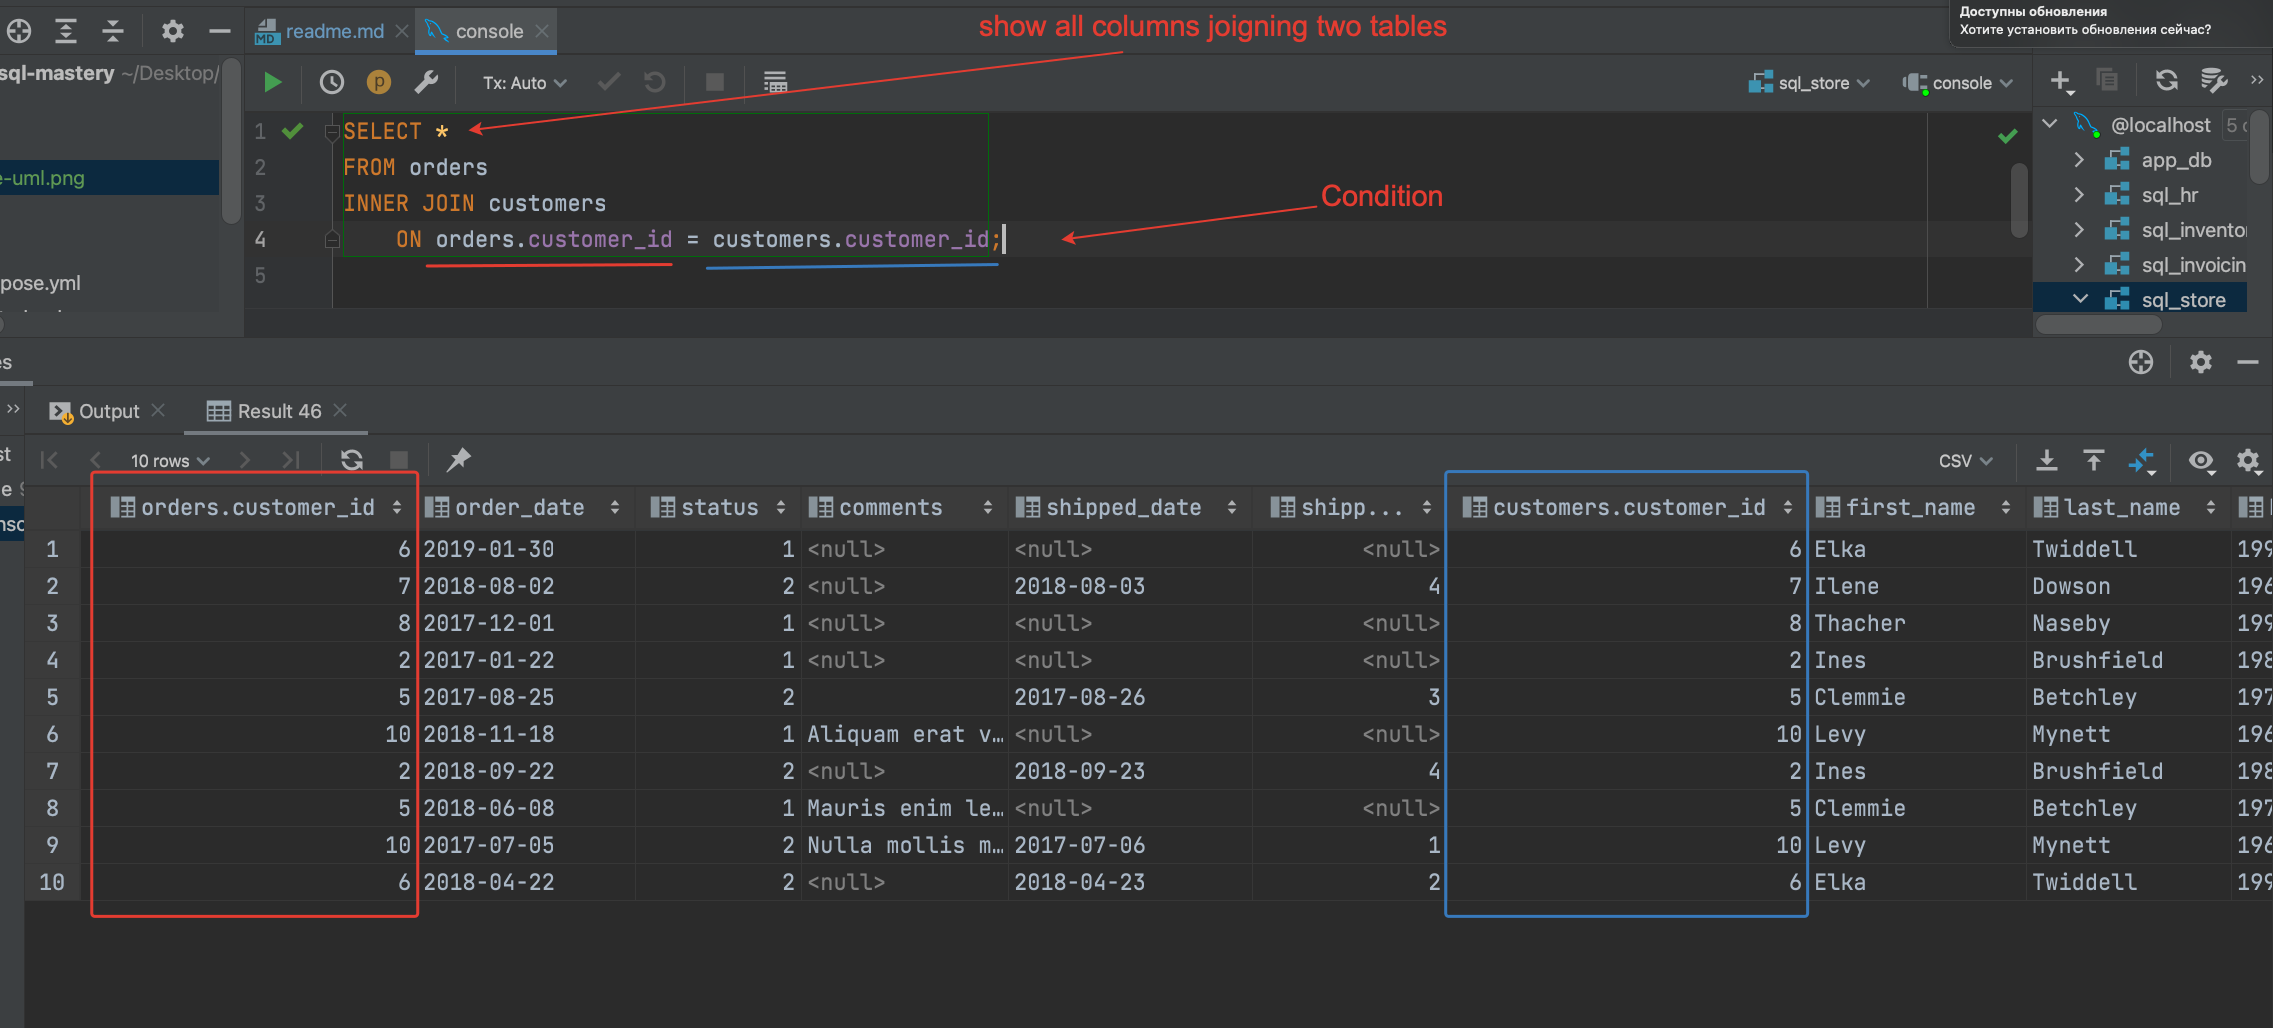 show all columns joigning two tables
Доступны обновления
Хотите установить обновления сейчас?
readme.md
console
sql-mastery ~/Desktop/
Tx: Auto
sql_store
console
1 SELECT *
2 FROM orders
3 INNER JOIN customers
4 ON orders.customer_id = customers.customer_id;
5
Condition
e-uml.png
pose.yml
@localhost 5
app_db
sql_hr
sql_invento
sql_invoicin
sql_store
Output
Result 46
10 rows
CSV
orders.customer_id order_date status comments shipped_date shipp... customers.customer_id first_name last_name
1 6 2019-01-30 1 <null> <null> <null> 6 Elka Twiddell 199
2 7 2018-08-02 2 <null> 2018-08-03 4 7 Ilene Dowson 196
3 8 2017-12-01 1 <null> <null> <null> 8 Thacher Naseby 199
4 2 2017-01-22 1 <null> <null> <null> 2 Ines Brushfield 198
5 5 2017-08-25 2 2017-08-26 3 5 Clemmie Betchley 197
6 10 2018-11-18 1 Aliquam erat v… <null> <null> 10 Levy Mynett 196
7 2 2018-09-22 2 <null> 2018-09-23 4 2 Ines Brushfield 198
8 5 2018-06-08 1 Mauris enim le… <null> <null> 5 Clemmie Betchley 197
9 10 2017-07-05 2 Nulla mollis m… 2017-07-06 1 10 Levy Mynett 196
10 6 2018-04-22 2 <null> 2018-04-23 2 6 Elka Twiddell 199